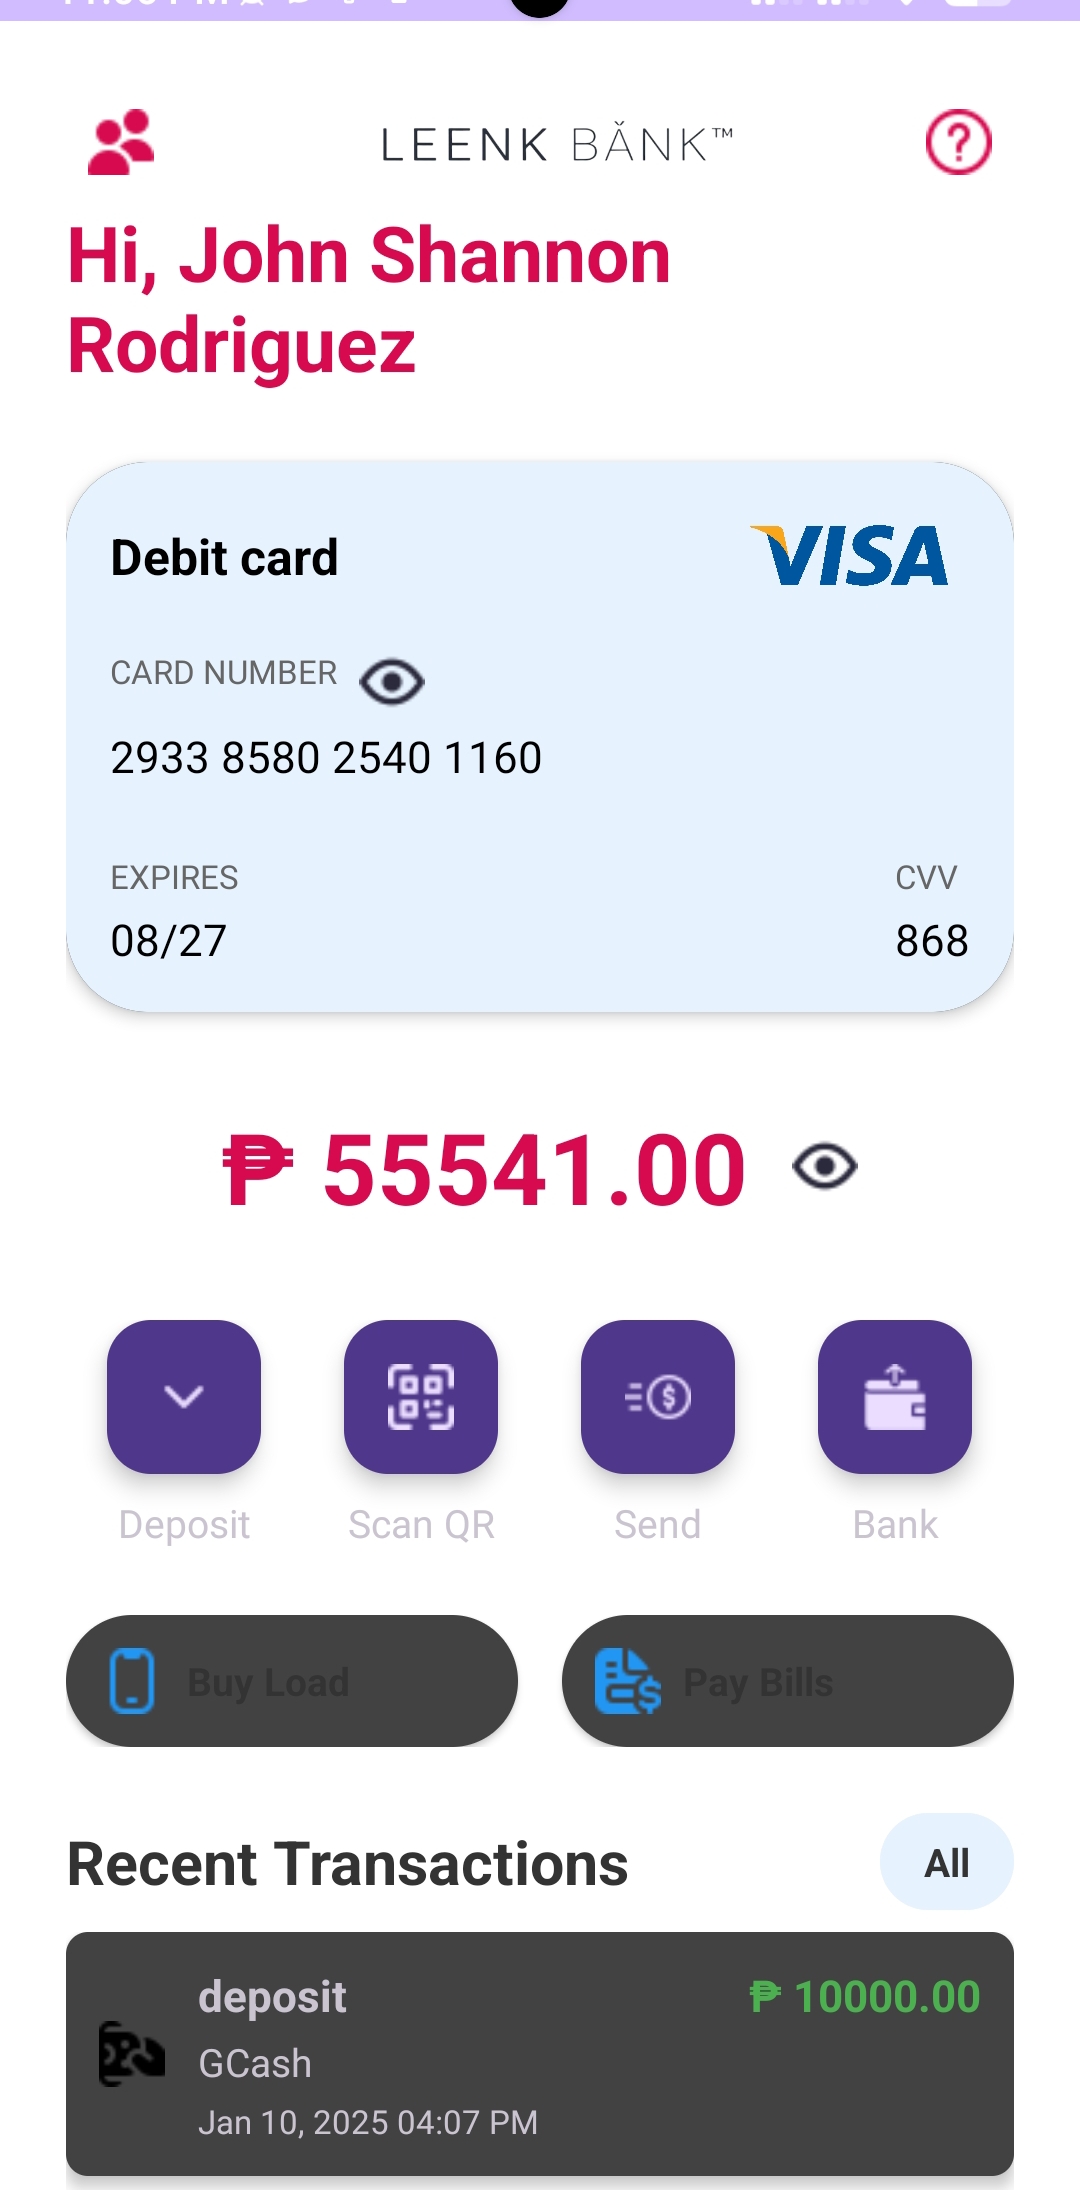 LEENK BĂNK™
Hi, John Shannon
Rodriguez
Debit card
VISA
CARD NUMBER
2933 8580 2540 1160
EXPIRES
CVV
08/27
868
₱ 55541.00
Deposit
Scan QR
Send
Bank
Buy Load
Pay Bills
Recent Transactions
All
deposit
₱ 10000.00
GCash
Jan 10, 2025 04:07 PM